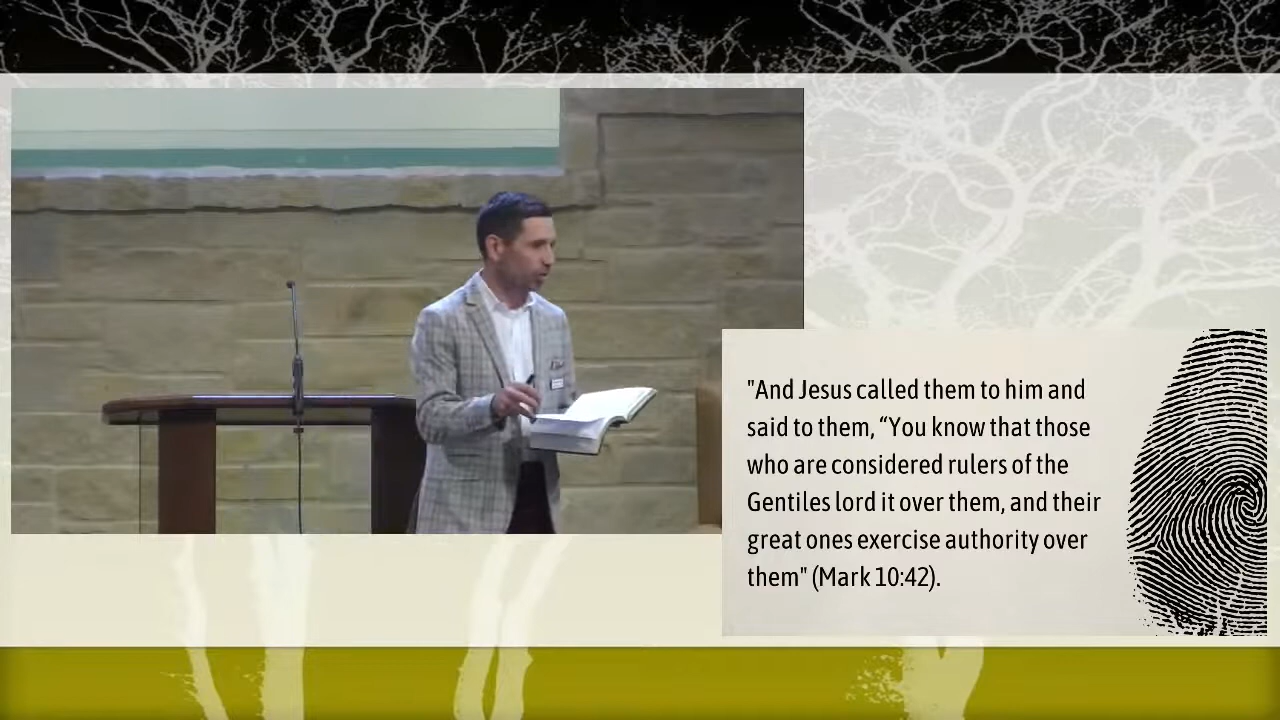 "And Jesus called them to him and
said to them, “You know that those
who are considered rulers of the
Gentiles lord it over them, and their
great ones exercise authority over
them" (Mark 10:42).